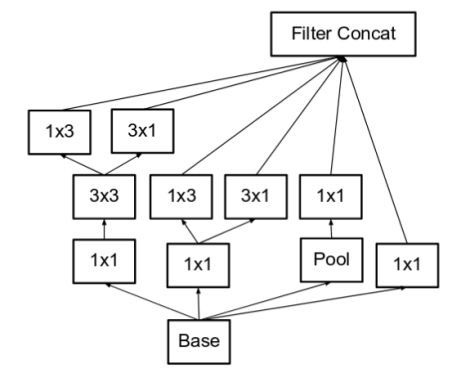 Filter Concat
1x3
3x1
3x3
1x3
3x1
1x1
1x1
1x1
Pool
1x1
Base